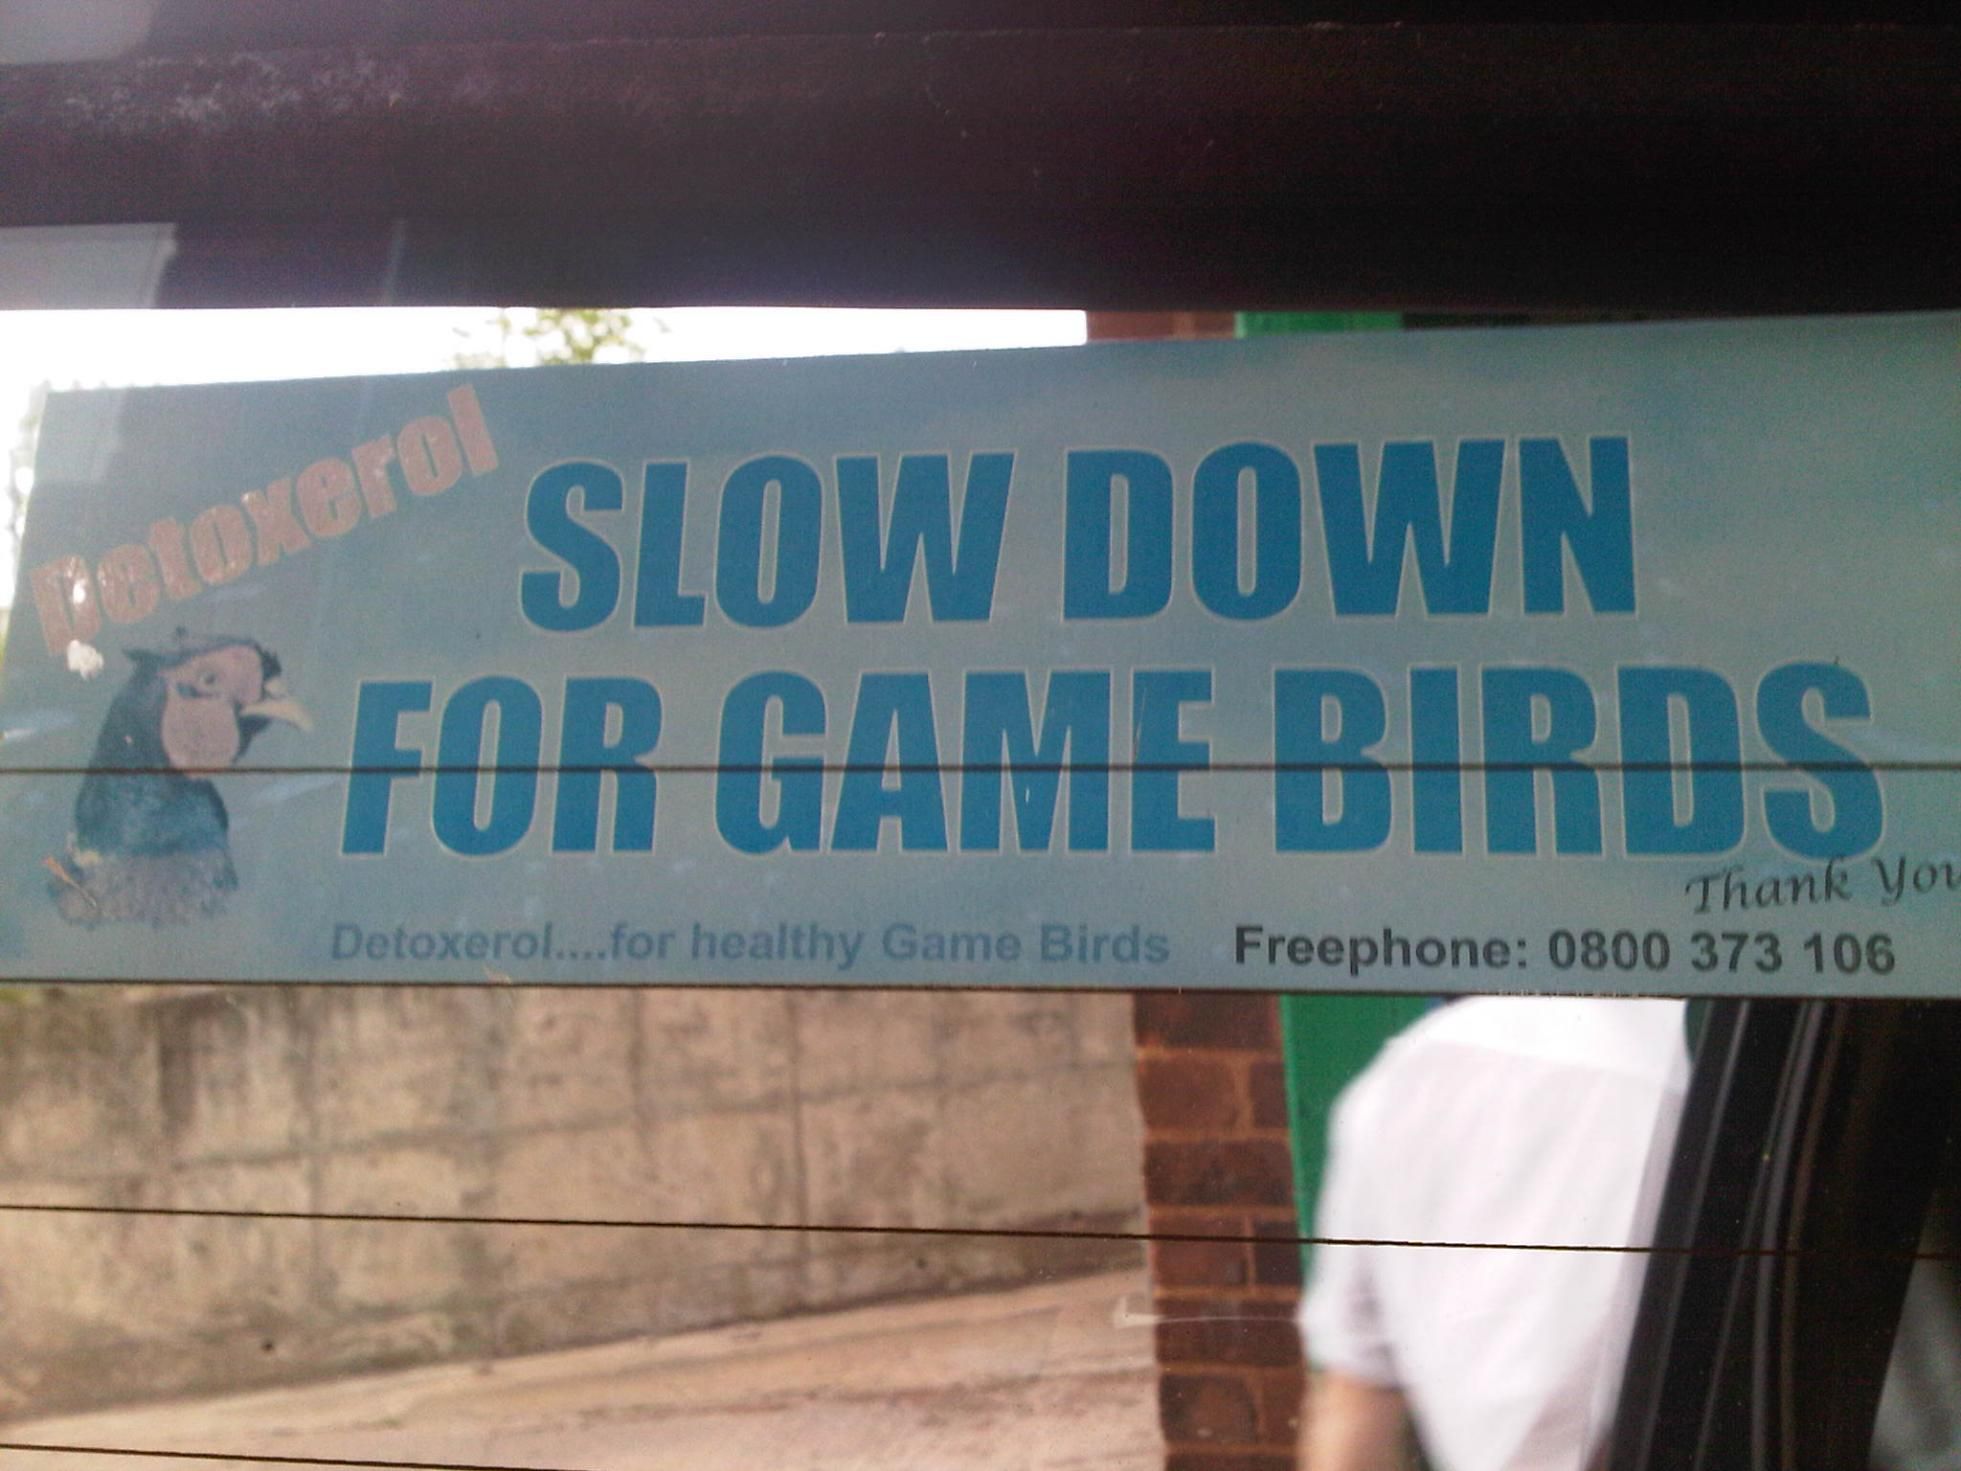 Detoxerol
SLOW DOWN
FOR GAME BIRDS
Thank You
Detoxerol....for healthy Game Birds Freephone: 0800 373 106